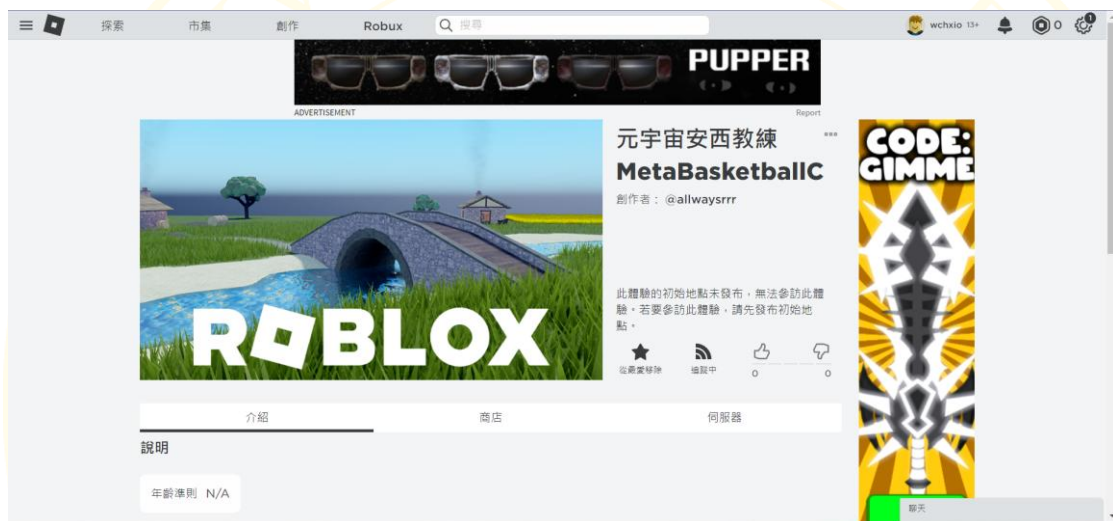 探索
市集
創作
Robux
搜尋
wchxio 13+
0
1
PUPPER
ADVERTISEMENT
Report
元宇宙安西教練
MetaBasketballC
創作者： @allwaysrrr
此體驗的初始地點未發布，無法參訪此體
驗。若要參訪此體驗，請先發布初始地
點。
從最愛移除
追蹤中
0
0
ROBLOX
CODE:
GIMME
介紹
商店
伺服器
說明
年齡準則 N/A
聊天